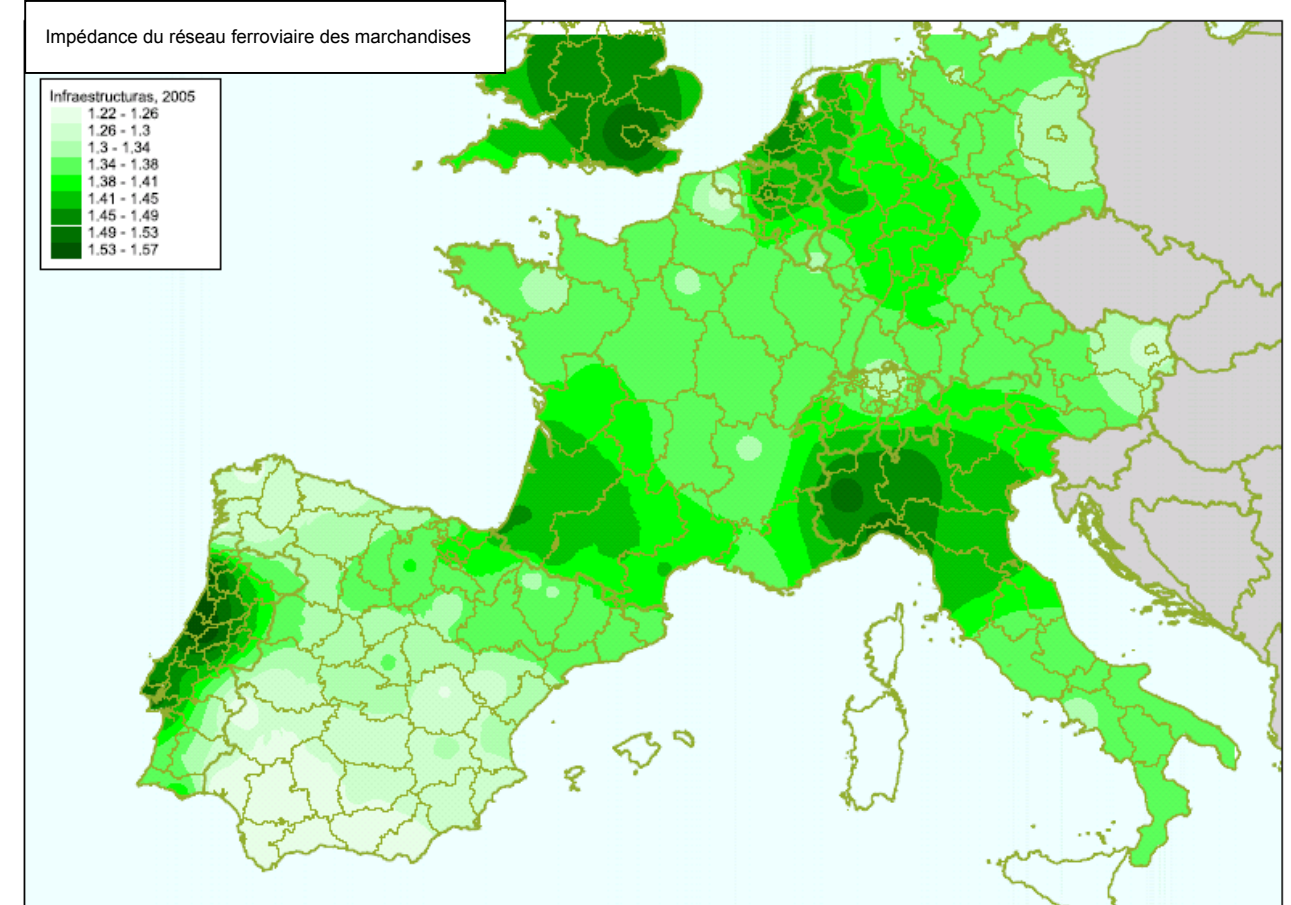 Impédance du réseau ferroviaire des marchandises
Infraestructuras, 2005
1.22 - 1.26
1.26 - 1.3
1.3 - 1.34
1.34 - 1.38
1.38 - 1.41
1.41 - 1.45
1.45 - 1.49
1.49 - 1.53
1.53 - 1.57